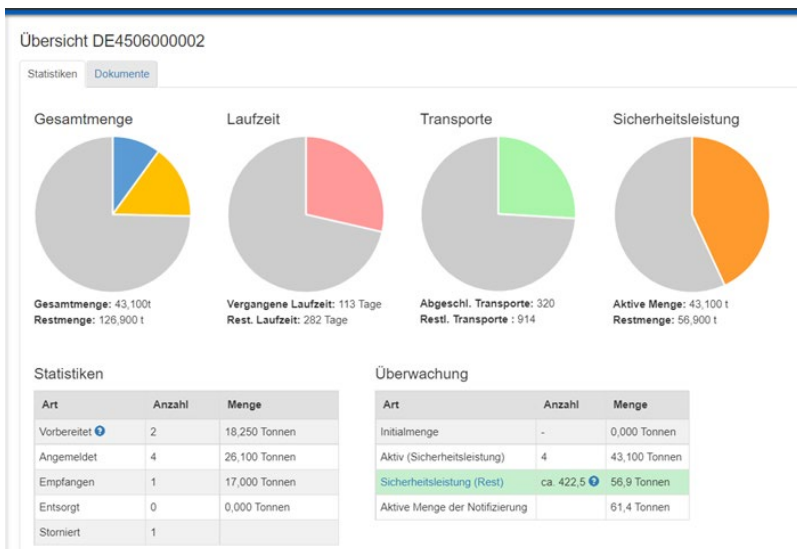 Übersicht DE4506000002
Statistiken Dokumente
Gesamtmenge Laufzeit Transporte Sicherheitsleistung
Gesamtmenge: 43,100t
Restmenge: 126,900 t
Vergangene Laufzeit: 113 Tage
Rest. Laufzeit: 282 Tage
Abgeschl. Transporte: 320
Restl. Transporte : 914
Aktive Menge: 43,100 t
Restmenge: 56,900 t
Statistiken
Art Anzahl Menge
Vorbereitet ? 2 18,250 Tonnen
Angemeldet 4 26,100 Tonnen
Empfangen 1 17,000 Tonnen
Entsorgt 0 0,000 Tonnen
Storniert 1
Überwachung
Art Anzahl Menge
Initialmenge - 0,000 Tonnen
Aktiv (Sicherheitsleistung) 4 43,100 Tonnen
Sicherheitsleistung (Rest) ca. 422,5 ? 56,9 Tonnen
Aktive Menge der Notifizierung 61,4 Tonnen